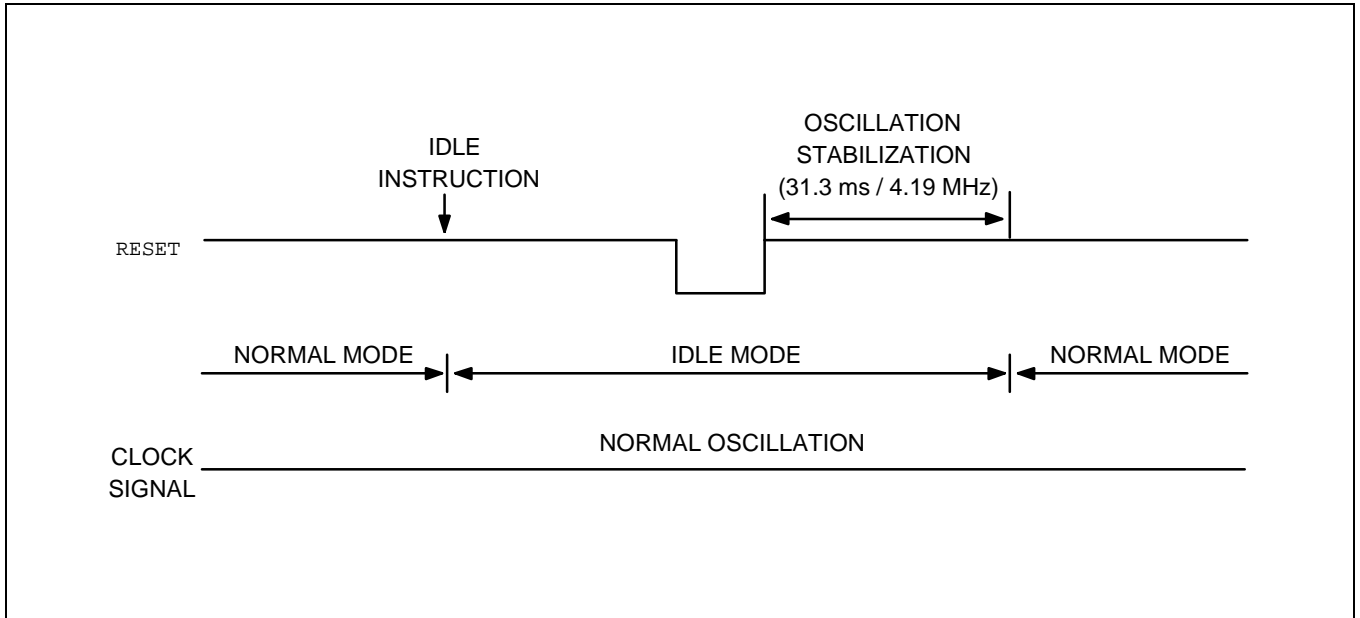 IDLE
INSTRUCTION
OSCILLATION
STABILIZATION
(31.3 ms / 4.19 MHz)
RESET
NORMAL MODE
IDLE MODE
NORMAL MODE
CLOCK
SIGNAL
NORMAL OSCILLATION